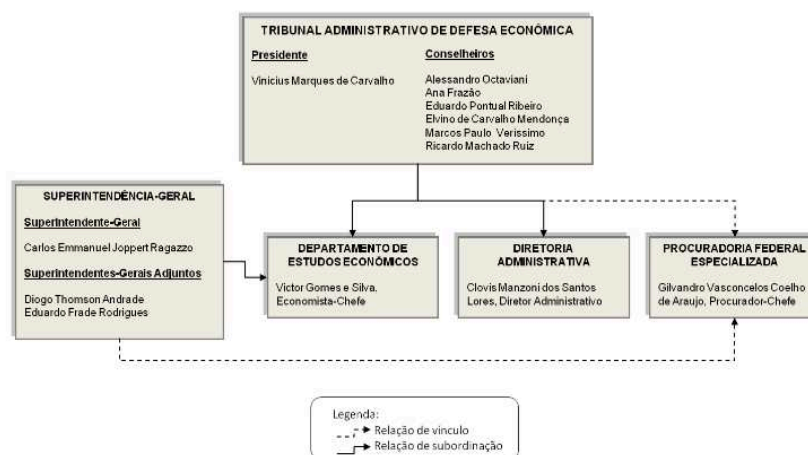 TRIBUNAL ADMINISTRATIVO DE DEFESA ECONÔMICA
Presidente
Vinicius Marques de Carvalho
Conselheiros
Alessandro Octaviani
Ana Frazão
Eduardo Pontual Ribeiro
Elvino de Carvalho Mendonça
Marcos Paulo Verissimo
Ricardo Machado Ruiz
SUPERINTENDÊNCIA-GERAL
Superintendente-Geral
Carlos Emmanuel Joppert Ragazzo
Superintendentes-Gerais Adjuntos
Diogo Thomson Andrade
Eduardo Frade Rodrigues
DEPARTAMENTO DE
ESTUDOS ECONÔMICOS
Victor Gomes e Silva,
Economista-Chefe
DIRETORIA
ADMINISTRATIVA
Clovis Manzoni dos Santos
Lores, Diretor Administrativo
PROCURADORIA FEDERAL
ESPECIALIZADA
Gilvandro Vasconcelos Coelho
de Araujo, Procurador-Chefe
Legenda:
Relação de vinculo
Relação de subordinação